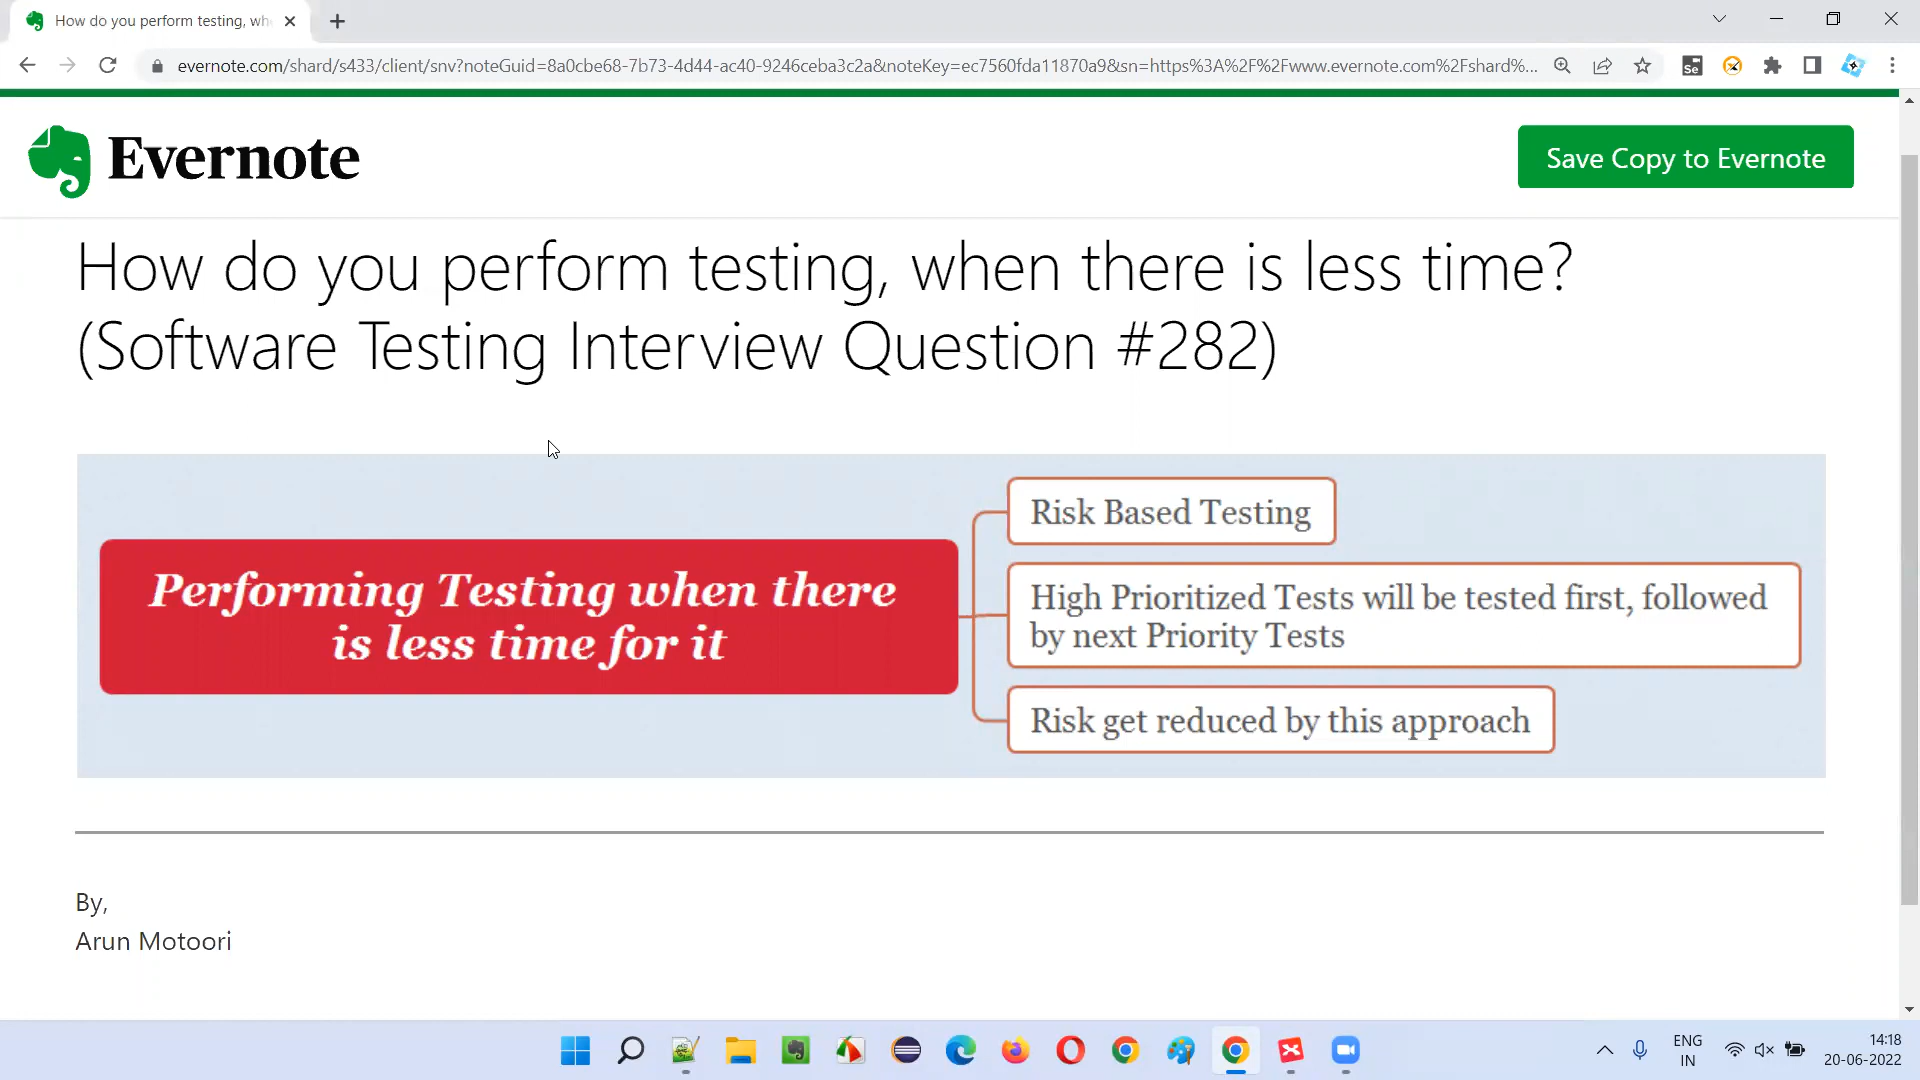 How do you perform testing, wh
evernote.com/shard/s433/client/snv?noteGuid=8a0cbe68-7b73-4d44-ac40-9246ceba3c2a&noteKey=ec7560fda11870a9&sn=https%3A%2F%2Fwww.evernote.com%2Fshard%...
Se
Evernote
Save Copy to Evernote
How do you perform testing, when there is less time?
(Software Testing Interview Question #282)
Performing Testing when there
is less time for it
Risk Based Testing
High Prioritized Tests will be tested first, followed
by next Priority Tests
Risk get reduced by this approach
By,
Arun Motoori
ENG
IN
14:18
20-06-2022